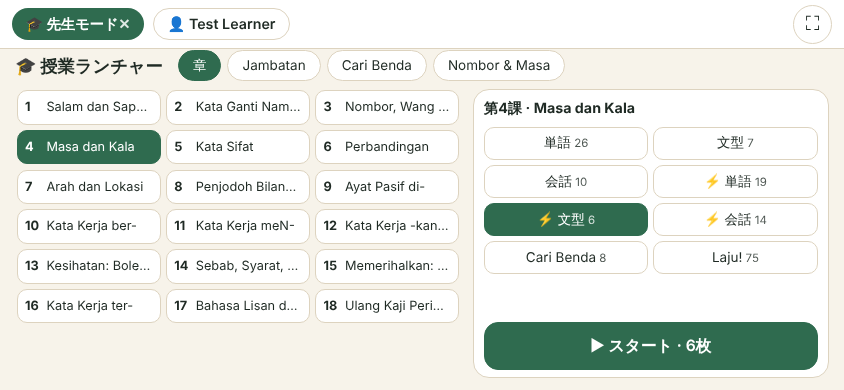 🎓 先生モード✕
👤 Test Learner
🎓 授業ランチャー
章
Jambatan
Cari Benda
Nombor & Masa
1 Salam dan Sap...
2 Kata Ganti Nam...
3 Nombor, Wang ...
4 Masa dan Kala
5 Kata Sifat
6 Perbandingan
7 Arah dan Lokasi
8 Penjodoh Bilan...
9 Ayat Pasif di-
10 Kata Kerja ber-
11 Kata Kerja meN-
12 Kata Kerja -kan...
13 Kesihatan: Bole...
14 Sebab, Syarat, ...
15 Memerihalkan: ...
16 Kata Kerja ter-
17 Bahasa Lisan d...
18 Ulang Kaji Peri...
第4課 · Masa dan Kala
単語 26
文型 7
会話 10
⚡ 単語 19
⚡ 文型 6
⚡ 会話 14
Cari Benda 8
Laju! 75
▶ スタート · 6枚